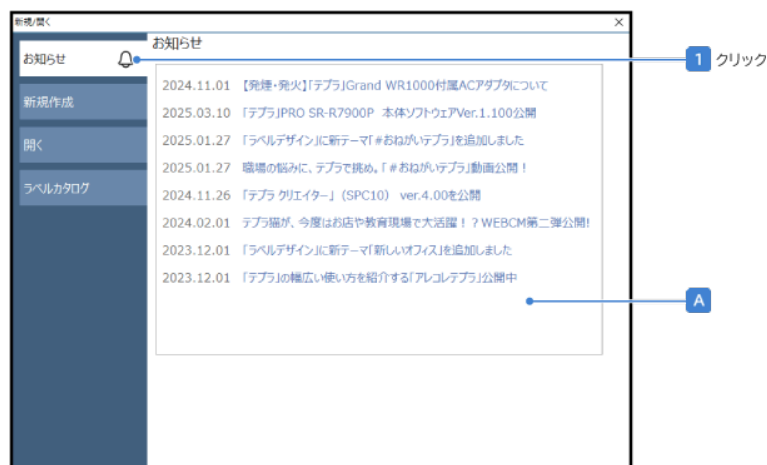 新規/開く
お知らせ
お知らせ
1 クリック
新規作成
開く
ラベルカタログ
2024.11.01 【発煙・発火】「テプラ」Grand WR1000付属ACアダプタについて
2025.03.10 「テプラ」PRO SR-R7900P 本体ソフトウェアVer.1.100公開
2025.01.27 「ラベルデザイン」に新テーマ「#おねがいテプラ」を追加しました
2025.01.27 職場の悩みに、テプラで挑め。「#おねがいテプラ」動画公開！
2024.11.26 「テプラ クリエイター」（SPC10） ver.4.00を公開
2024.02.01 テプラ猫が、今度はお店や教育現場で大活躍！？WEBCM第二弾公開!
2023.12.01 「ラベルデザイン」に新テーマ「新しいオフィス」を追加しました
2023.12.01 「テプラ」の幅広い使い方を紹介する「アレコレテプラ」公開中
A